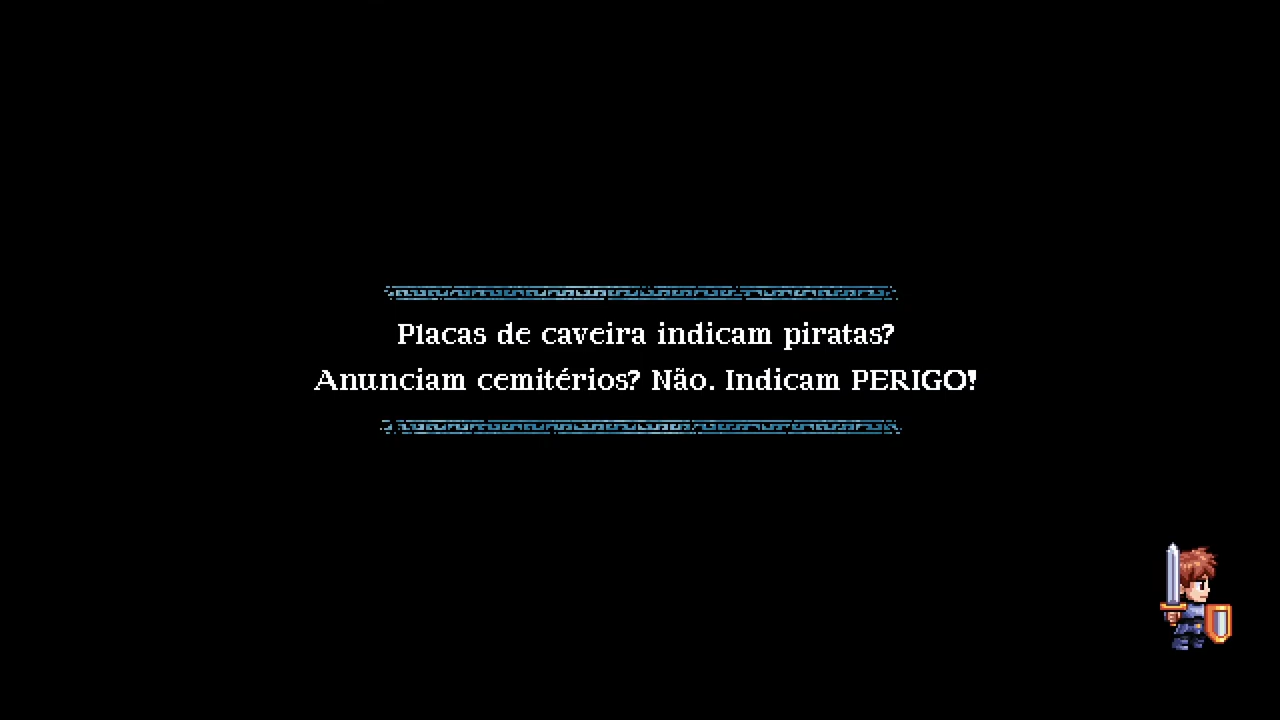 Placas de caveira indicam piratas?
Anunciam cemitérios? Não. Indicam PERIGO!